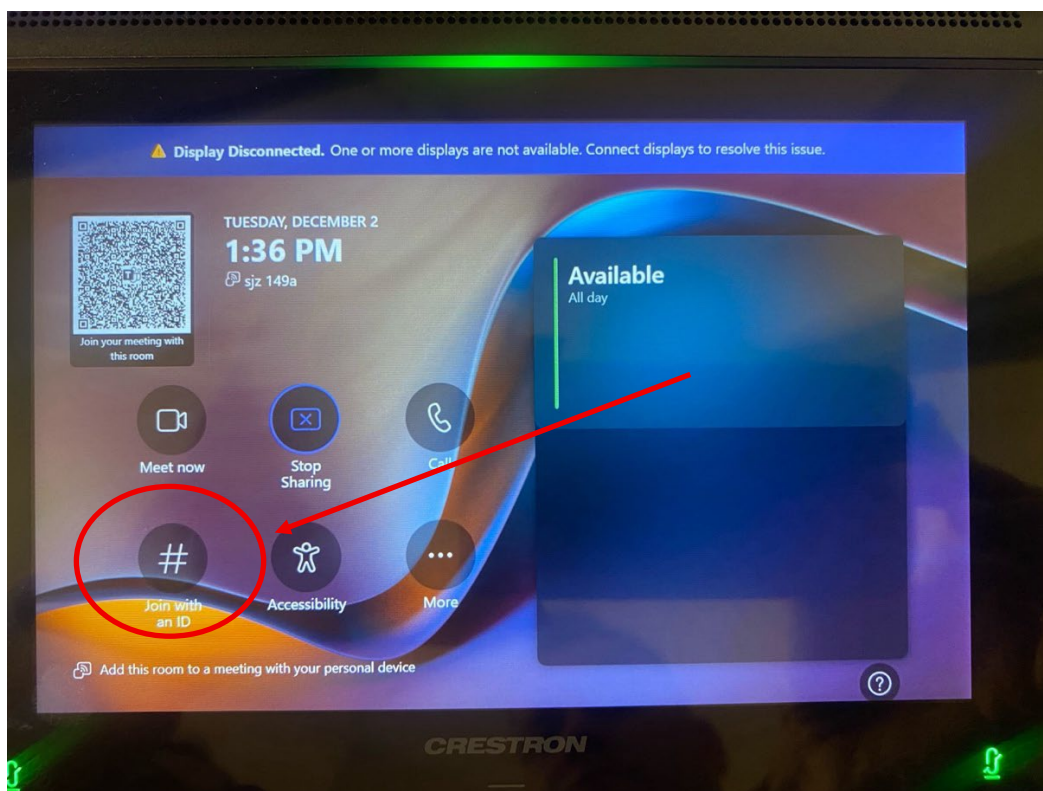 Display Disconnected. One or more displays are not available. Connect displays to resolve this issue.
TUESDAY, DECEMBER 2
1:36 PM
sjz 149a
Join your meeting with
this room
Available
All day
Meet now
Stop
Sharing
Call
Join with
an ID
Accessibility
More
Add this room to a meeting with your personal device
CRESTRON